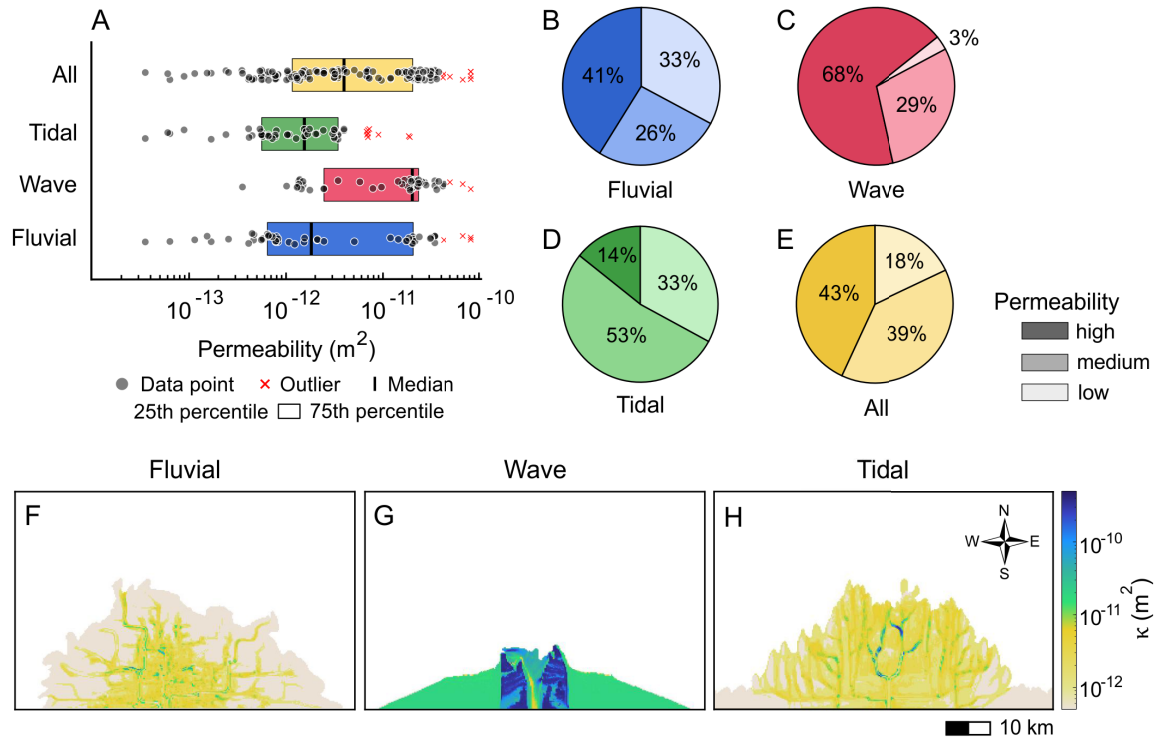 A
All
Tidal
Wave
Fluvial
10^-13
10^-12
10^-11
10^-10
Permeability (m^2)
Data point
× Outlier
Median
25th percentile
75th percentile
B
41%
33%
26%
Fluvial
C
68%
3%
29%
Wave
D
14%
33%
53%
Tidal
E
43%
18%
39%
All
Permeability
high
medium
low
Fluvial
Wave
Tidal
F
G
H
N
W
E
S
10^-10
10^-11
10^-12
κ (m^2)
10 km